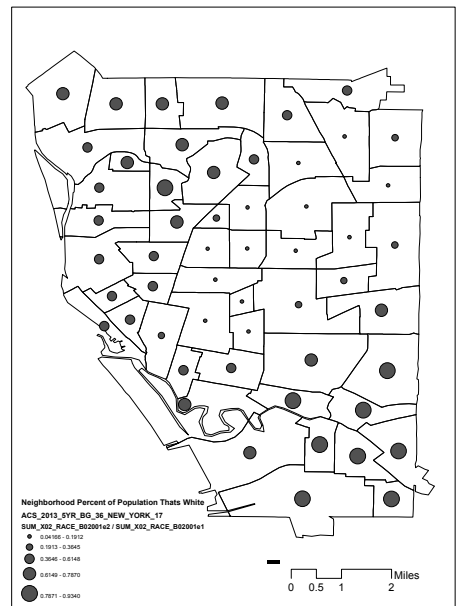 Neighborhood Percent of Population Thats White
ACS_2013_5YR_BG_36_NEW_YORK_17
SUM_X02_RACE_B02001e2 / SUM_X02_RACE_B02001e1
0.04166 - 0.1912
0.1913 - 0.3645
0.3646 - 0.6148
0.6149 - 0.7870
0.7871 - 0.9340
Miles
0 0.5 1 2